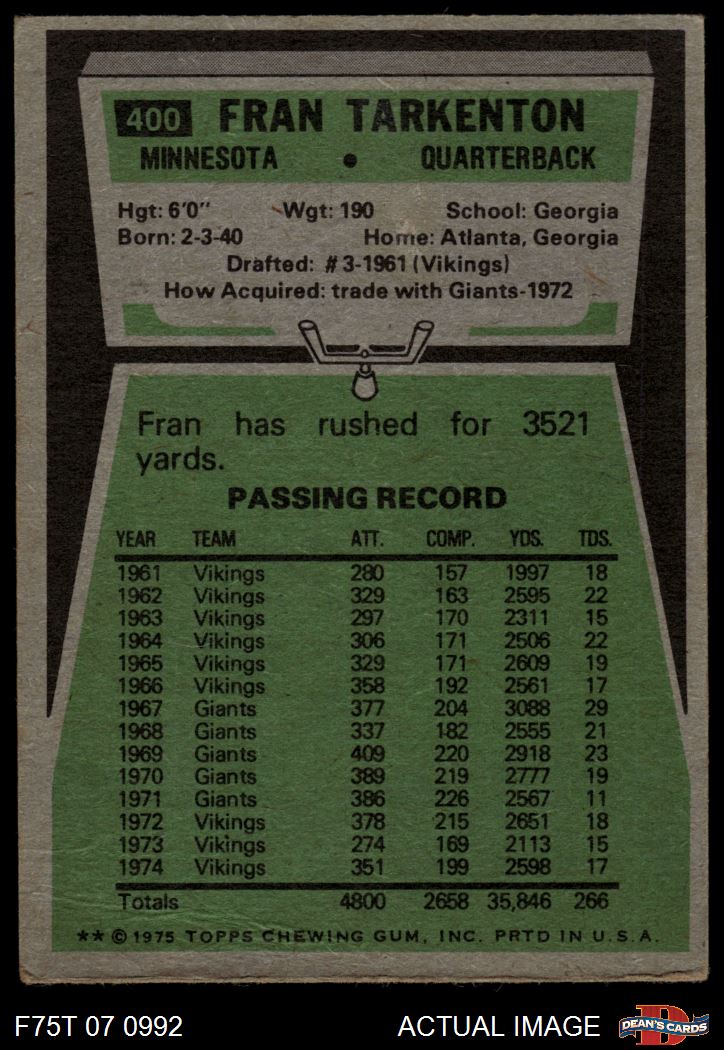 400 FRAN TARKENTON
MINNESOTA • QUARTERBACK
Hgt: 6'0" Wgt: 190 School: Georgia
Born: 2-3-40 Home: Atlanta, Georgia
Drafted: #3-1961 (Vikings)
How Acquired: trade with Giants-1972
Fran has rushed for 3521
yards.
PASSING RECORD
YEAR TEAM ATT. COMP. YDS. TDS.
1961 Vikings 280 157 1997 18
1962 Vikings 329 163 2595 22
1963 Vikings 297 170 2311 15
1964 Vikings 306 171 2506 22
1965 Vikings 329 171 2609 19
1966 Vikings 358 192 2561 17
1967 Giants 377 204 3088 29
1968 Giants 337 182 2555 21
1969 Giants 409 220 2918 23
1970 Giants 389 219 2777 19
1971 Giants 386 226 2567 11
1972 Vikings 378 215 2651 18
1973 Vikings 274 169 2113 15
1974 Vikings 351 199 2598 17
Totals 4800 2658 35,846 266
** © 1975 TOPPS CHEWING GUM, INC. PRTD IN U.S.A.
F75T 07 0992 ACTUAL IMAGE D DEAN'S CARDS